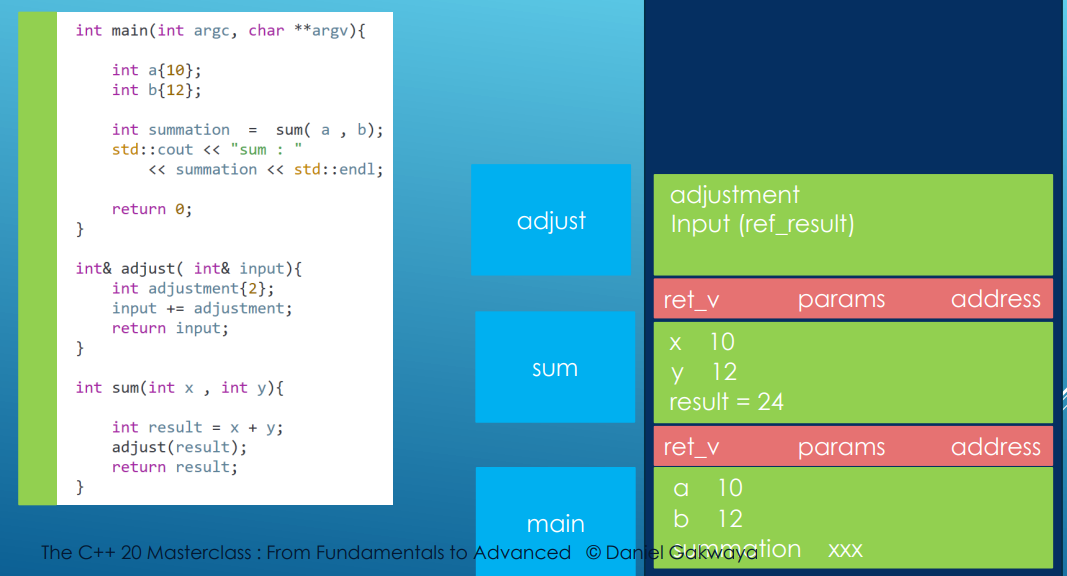 int main(int argc, char **argv){
int a{10};
int b{12};
int summation = sum( a , b);
std::cout << "sum : "
<< summation << std::endl;
return 0;
}
int& adjust( int& input){
int adjustment{2};
input += adjustment;
return input;
}
int sum(int x , int y){
int result = x + y;
adjust(result);
return result;
}
adjust
sum
main
adjustment
Input (ref_result)
ret_v params address
x 10
y 12
result = 24
ret_v params address
a 10
b 12
summation xxx
The C++ 20 Masterclass : From Fundamentals to Advanced © Daniel Gakwaya